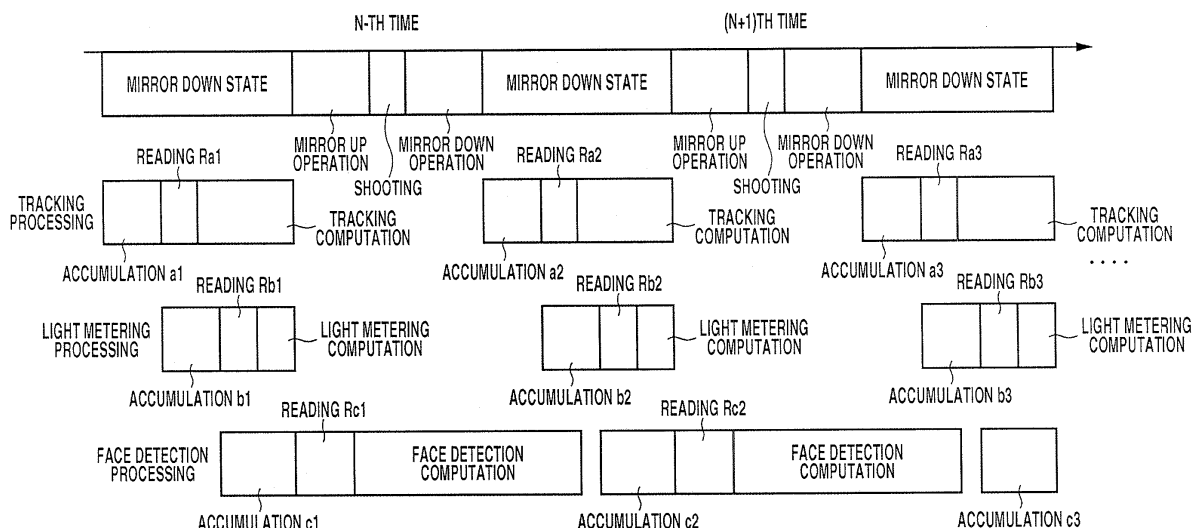 N-TH TIME
(N+1)TH TIME
MIRROR DOWN STATE
MIRROR DOWN STATE
MIRROR DOWN STATE
MIRROR UP
OPERATION
SHOOTING
MIRROR DOWN
OPERATION
MIRROR UP
OPERATION
SHOOTING
MIRROR DOWN
OPERATION
TRACKING
PROCESSING
READING Ra1
TRACKING
COMPUTATION
ACCUMULATION a1
READING Ra2
TRACKING
COMPUTATION
ACCUMULATION a2
READING Ra3
TRACKING
COMPUTATION
ACCUMULATION a3
. . . .
LIGHT METERING
PROCESSING
READING Rb1
LIGHT METERING
COMPUTATION
ACCUMULATION b1
READING Rb2
LIGHT METERING
COMPUTATION
ACCUMULATION b2
READING Rb3
LIGHT METERING
COMPUTATION
ACCUMULATION b3
FACE DETECTION
PROCESSING
READING Rc1
FACE DETECTION
COMPUTATION
ACCUMULATION c1
READING Rc2
FACE DETECTION
COMPUTATION
ACCUMULATION c2
ACCUMULATION c3